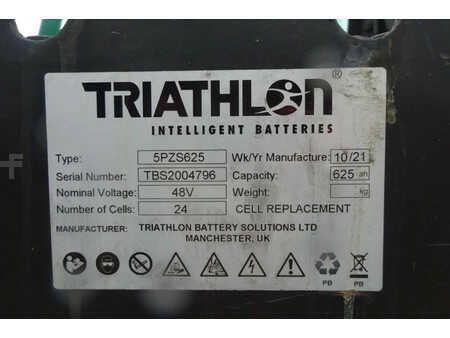 TRIATHLON®
INTELLIGENT BATTERIES
Type: 5PZS625 Wk/Yr Manufacture: 10/21
Serial Number: TBS2004796 Capacity: 625 ah
Nominal Voltage: 48V Weight: kg
Number of Cells: 24 CELL REPLACEMENT
MANUFACTURER: TRIATHLON BATTERY SOLUTIONS LTD
MANCHESTER, UK
PB PB